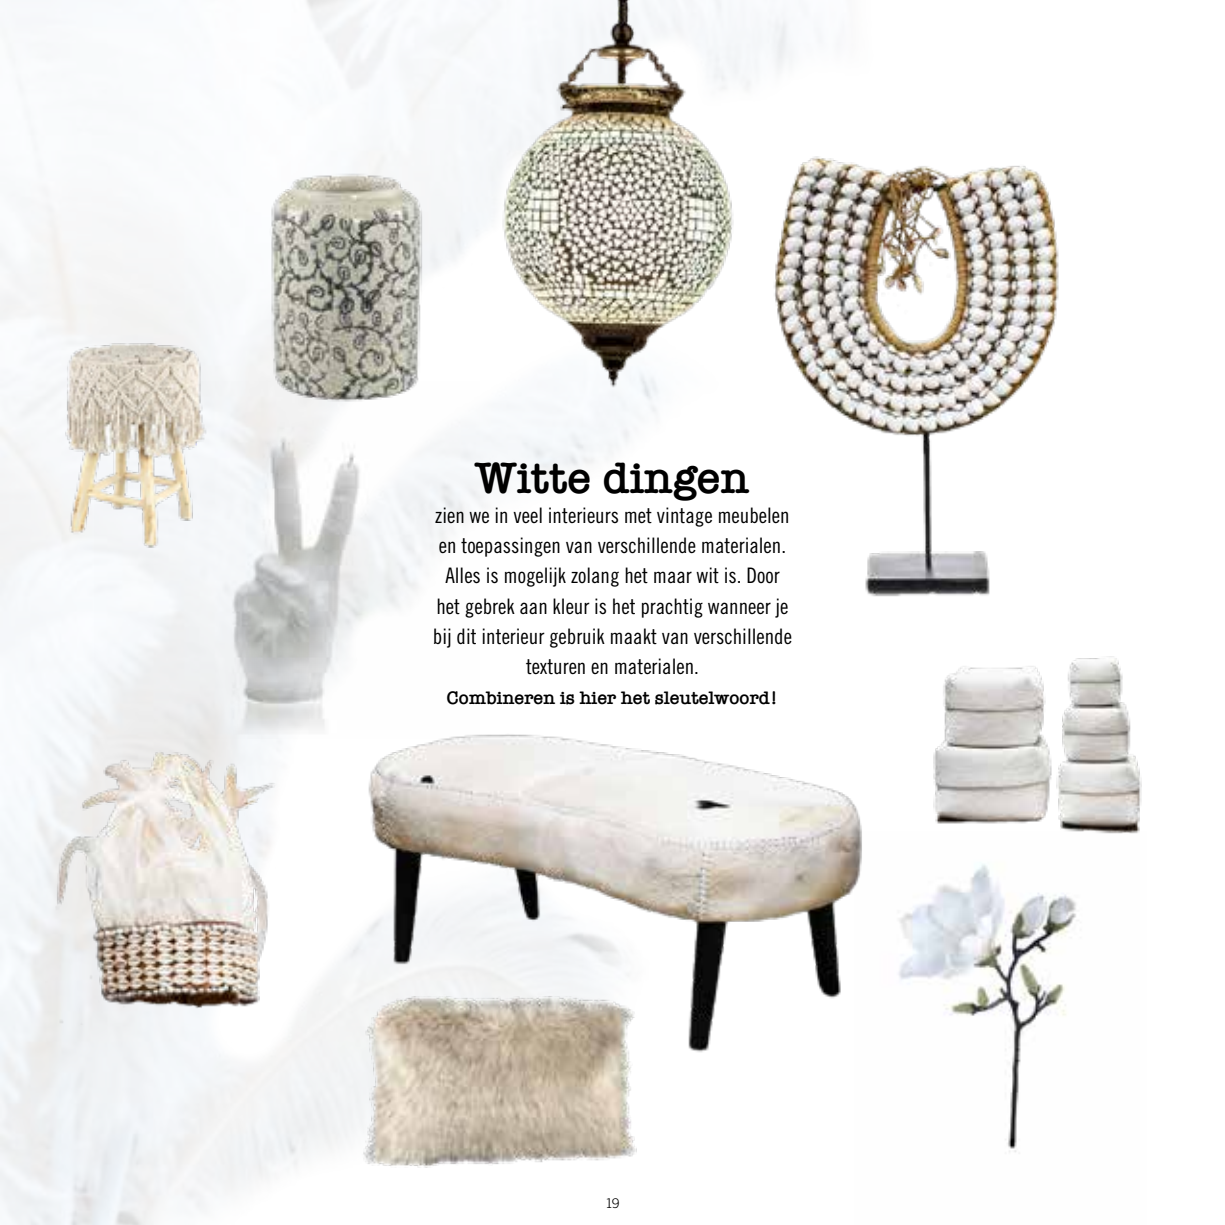 Witte dingen
zien we in veel interieurs met vintage meubelen
en toepassingen van verschillende materialen.
Alles is mogelijk zolang het maar wit is. Door
het gebrek aan kleur is het prachtig wanneer je
bij dit interieur gebruik maakt van verschillende
texturen en materialen.
Combineren is hier het sleutelwoord!
19